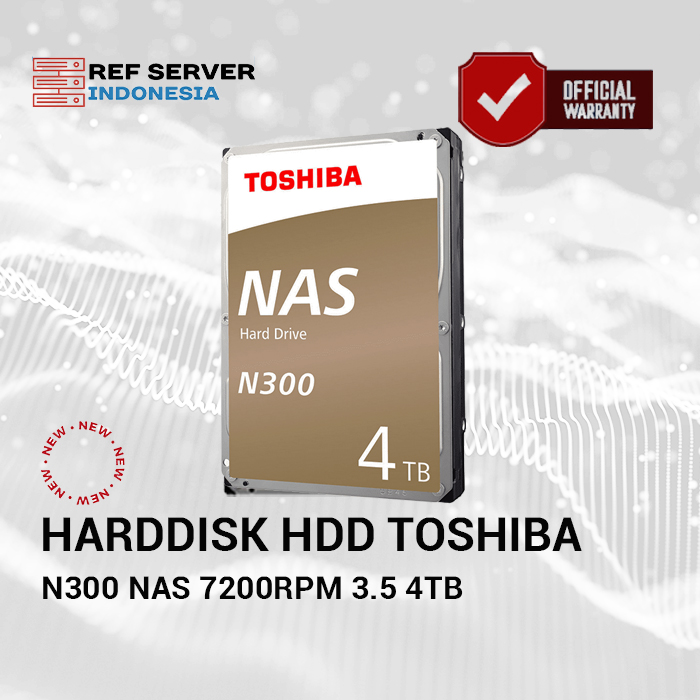 REF SERVER
INDONESIA
OFFICIAL
WARRANTY
TOSHIBA
NAS
Hard Drive
N300
4 TB
NEW • NEW • NEW • NEW • NEW •
HARDDISK HDD TOSHIBA
N300 NAS 7200RPM 3.5 4TB